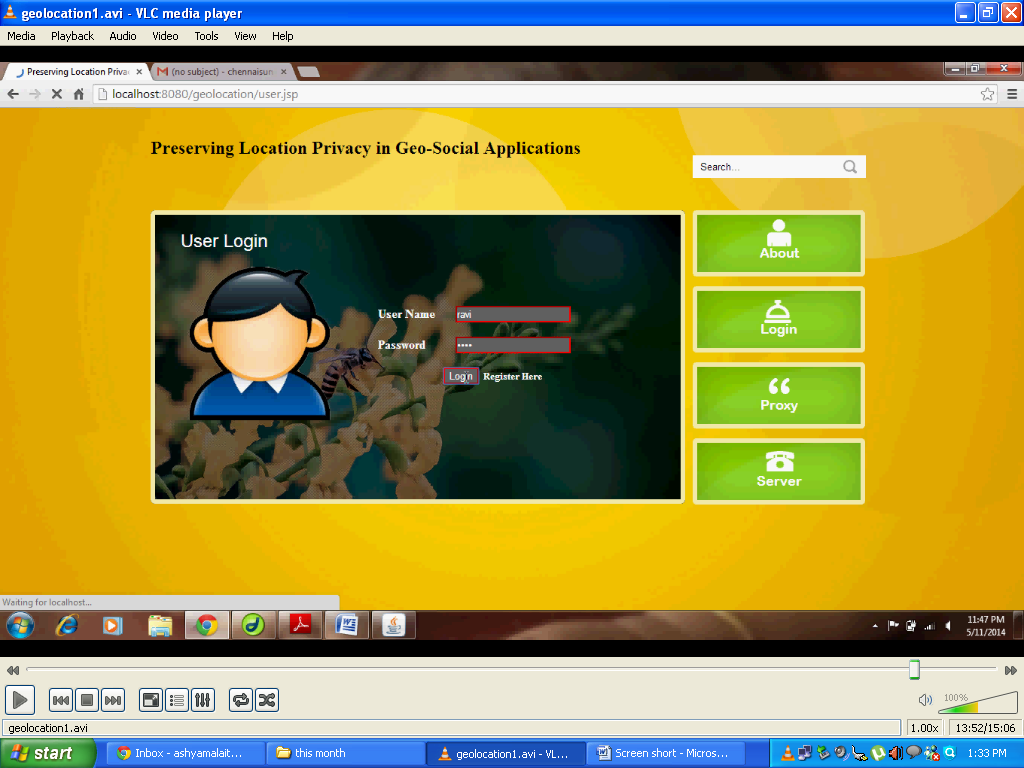 geolocation1.avi - VLC media player
Media Playback Audio Video Tools View Help
Preserving Location Priva
(no subject) - chennaisun
localhost:8080/geolocation/user.jsp
Preserving Location Privacy in Geo-Social Applications
Search...
User Login
User Name ravi
Password ••••
Login Register Here
About
Login
Proxy
Server
Waiting for localhost...
11:47 PM
5/11/2014
100%
geolocation1.avi 1.00x 13:52/15:06
start Inbox - ashyamalait... this month geolocation1.avi - VL... Screen short - Micros... 1:33 PM